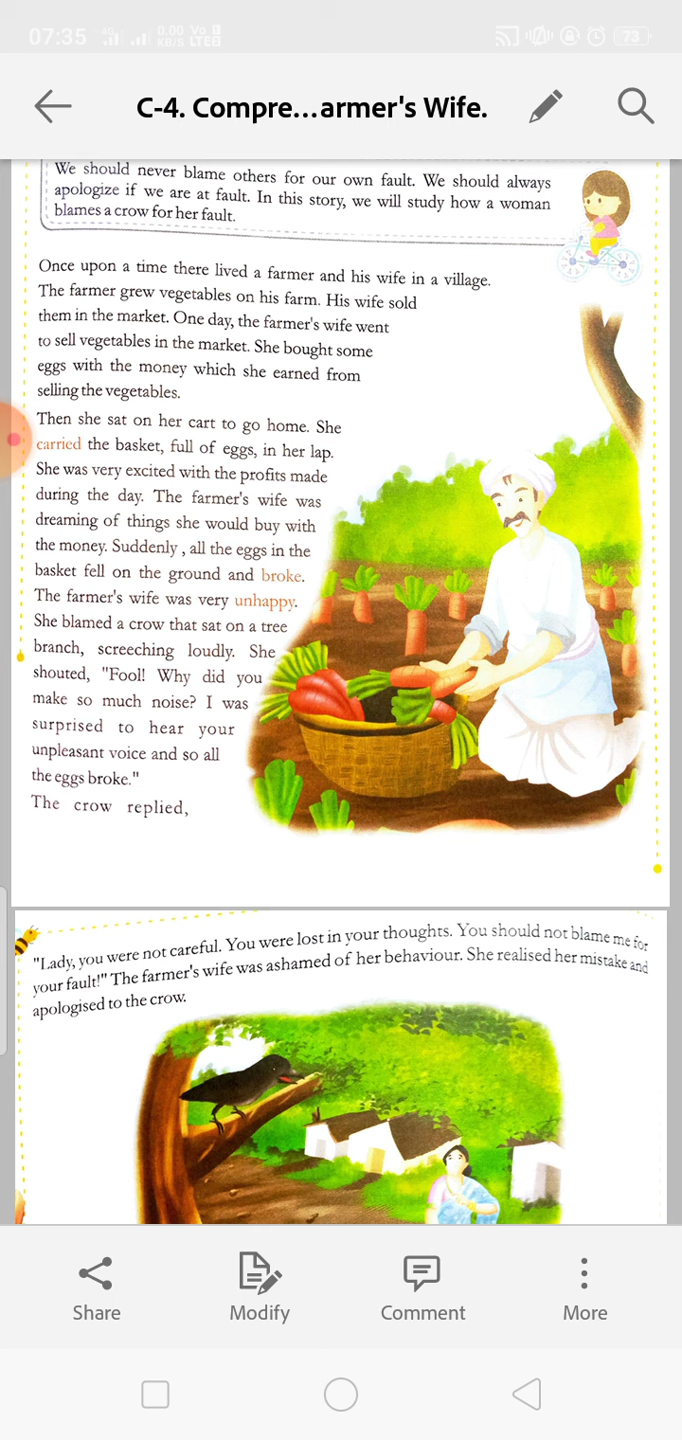 07:35 4G 0.00 KB/S Vo LTE 73
C-4. Compre...armer's Wife.
We should never blame others for our own fault. We should always
apologize if we are at fault. In this story, we will study how a woman
blames a crow for her fault.
Once upon a time there lived a farmer and his wife in a village.
The farmer grew vegetables on his farm. His wife sold
them in the market. One day, the farmer's wife went
to sell vegetables in the market. She bought some
eggs with the money which she earned from
selling the vegetables.
Then she sat on her cart to go home. She
carried the basket, full of eggs, in her lap.
She was very excited with the profits made
during the day. The farmer's wife was
dreaming of things she would buy with
the money. Suddenly , all the eggs in the
basket fell on the ground and broke.
The farmer's wife was very unhappy.
She blamed a crow that sat on a tree
branch, screeching loudly. She
shouted, "Fool! Why did you
make so much noise? I was
surprised to hear your
unpleasant voice and so all
the eggs broke."
The crow replied,
"Lady, you were not careful. You were lost in your thoughts. You should not blame me for
your fault!" The farmer's wife was ashamed of her behaviour. She realised her mistake and
apologised to the crow.
Share Modify Comment More